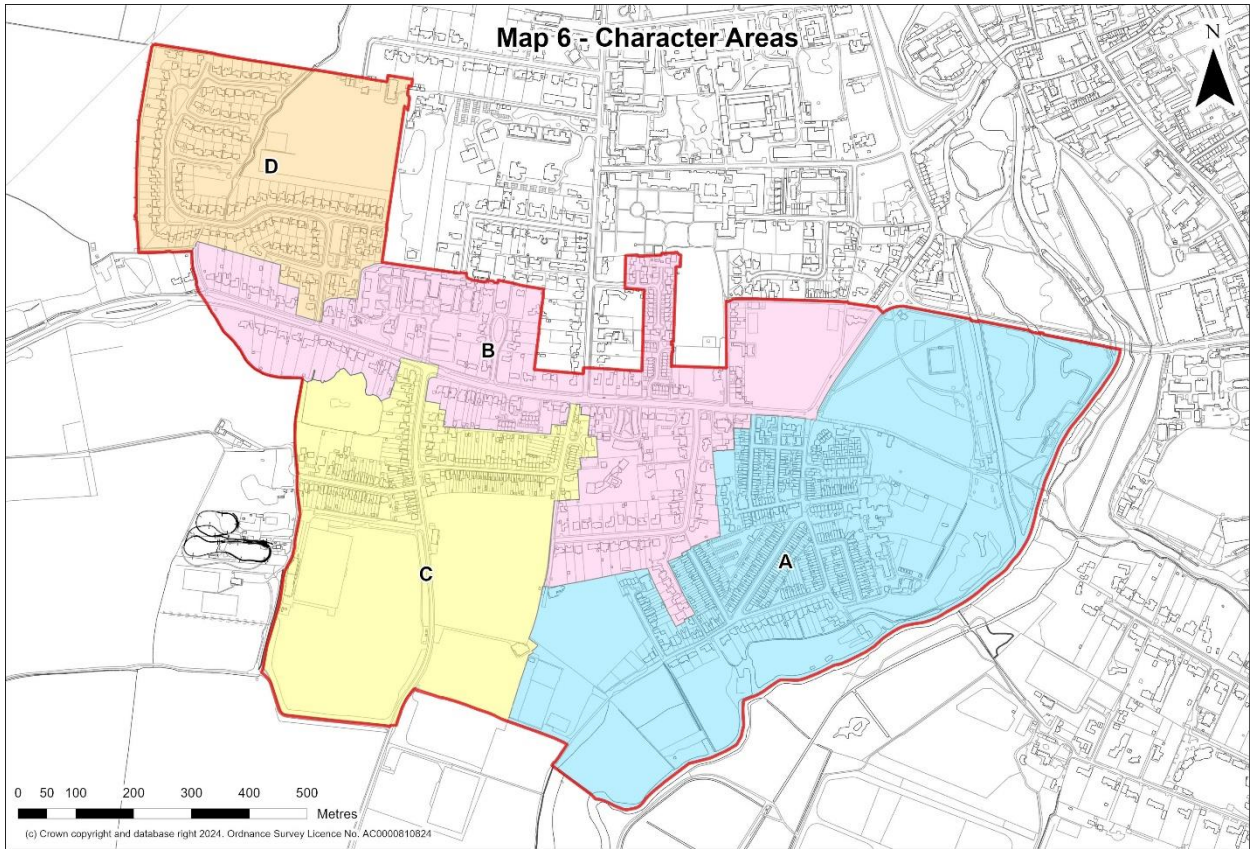 Map 6 - Character Areas
N
D
B
C
A
0 50 100 200 300 400 500
Metres
(c) Crown copyright and database right 2024. Ordnance Survey Licence No. AC0000810824